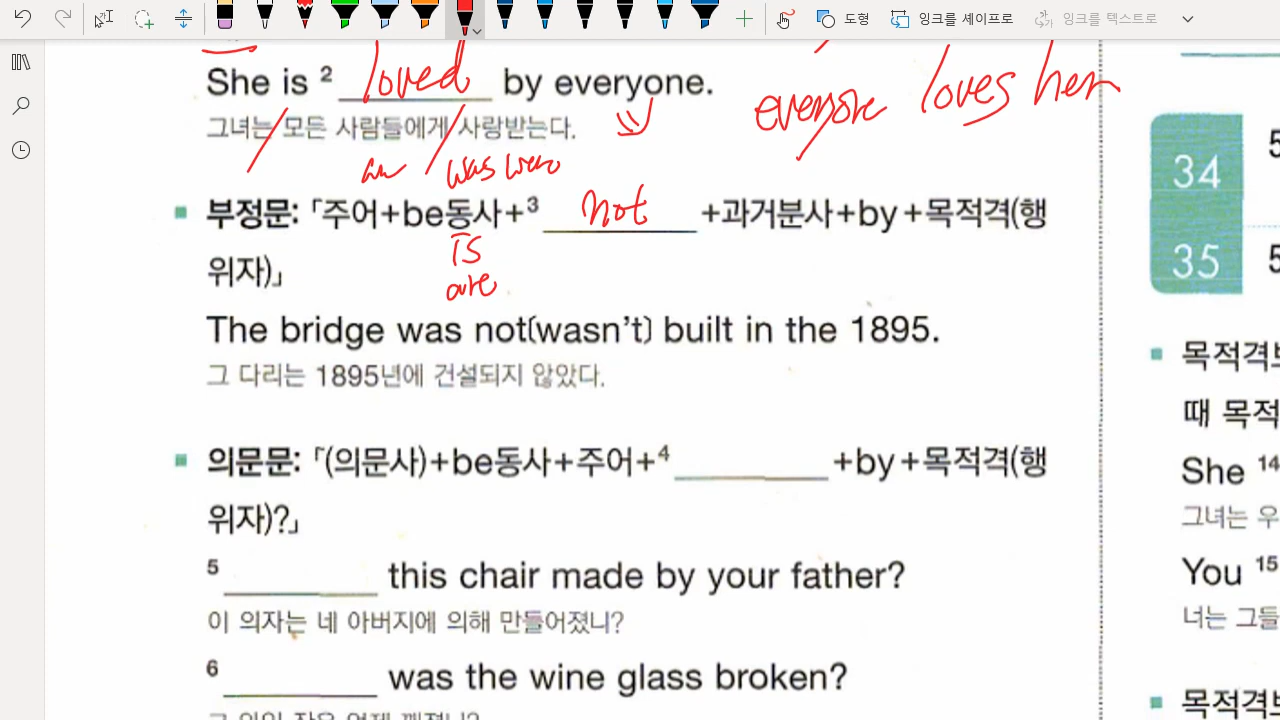 도형
잉크를 셰이프로
잉크를 텍스트로
She is ² loved by everyone.
everyone loves her
그녀는 모든 사람들에게 사랑받는다.
was were
34
5
부정문: 「주어+be동사+³ not +과거분사+by+목적격(행
is
35
5
위자)」
are
The bridge was not(wasn't) built in the 1895.
목적격보
그 다리는 1895년에 건설되지 않았다.
때 목적
의문문: 「(의문사)+be동사+주어+⁴ +by+목적격(행
She 14
위자)?」
그녀는 우
5 this chair made by your father?
You 15
이 의자는 네 아버지에 의해 만들어졌니?
너는 그들
6 was the wine glass broken?
목적격보